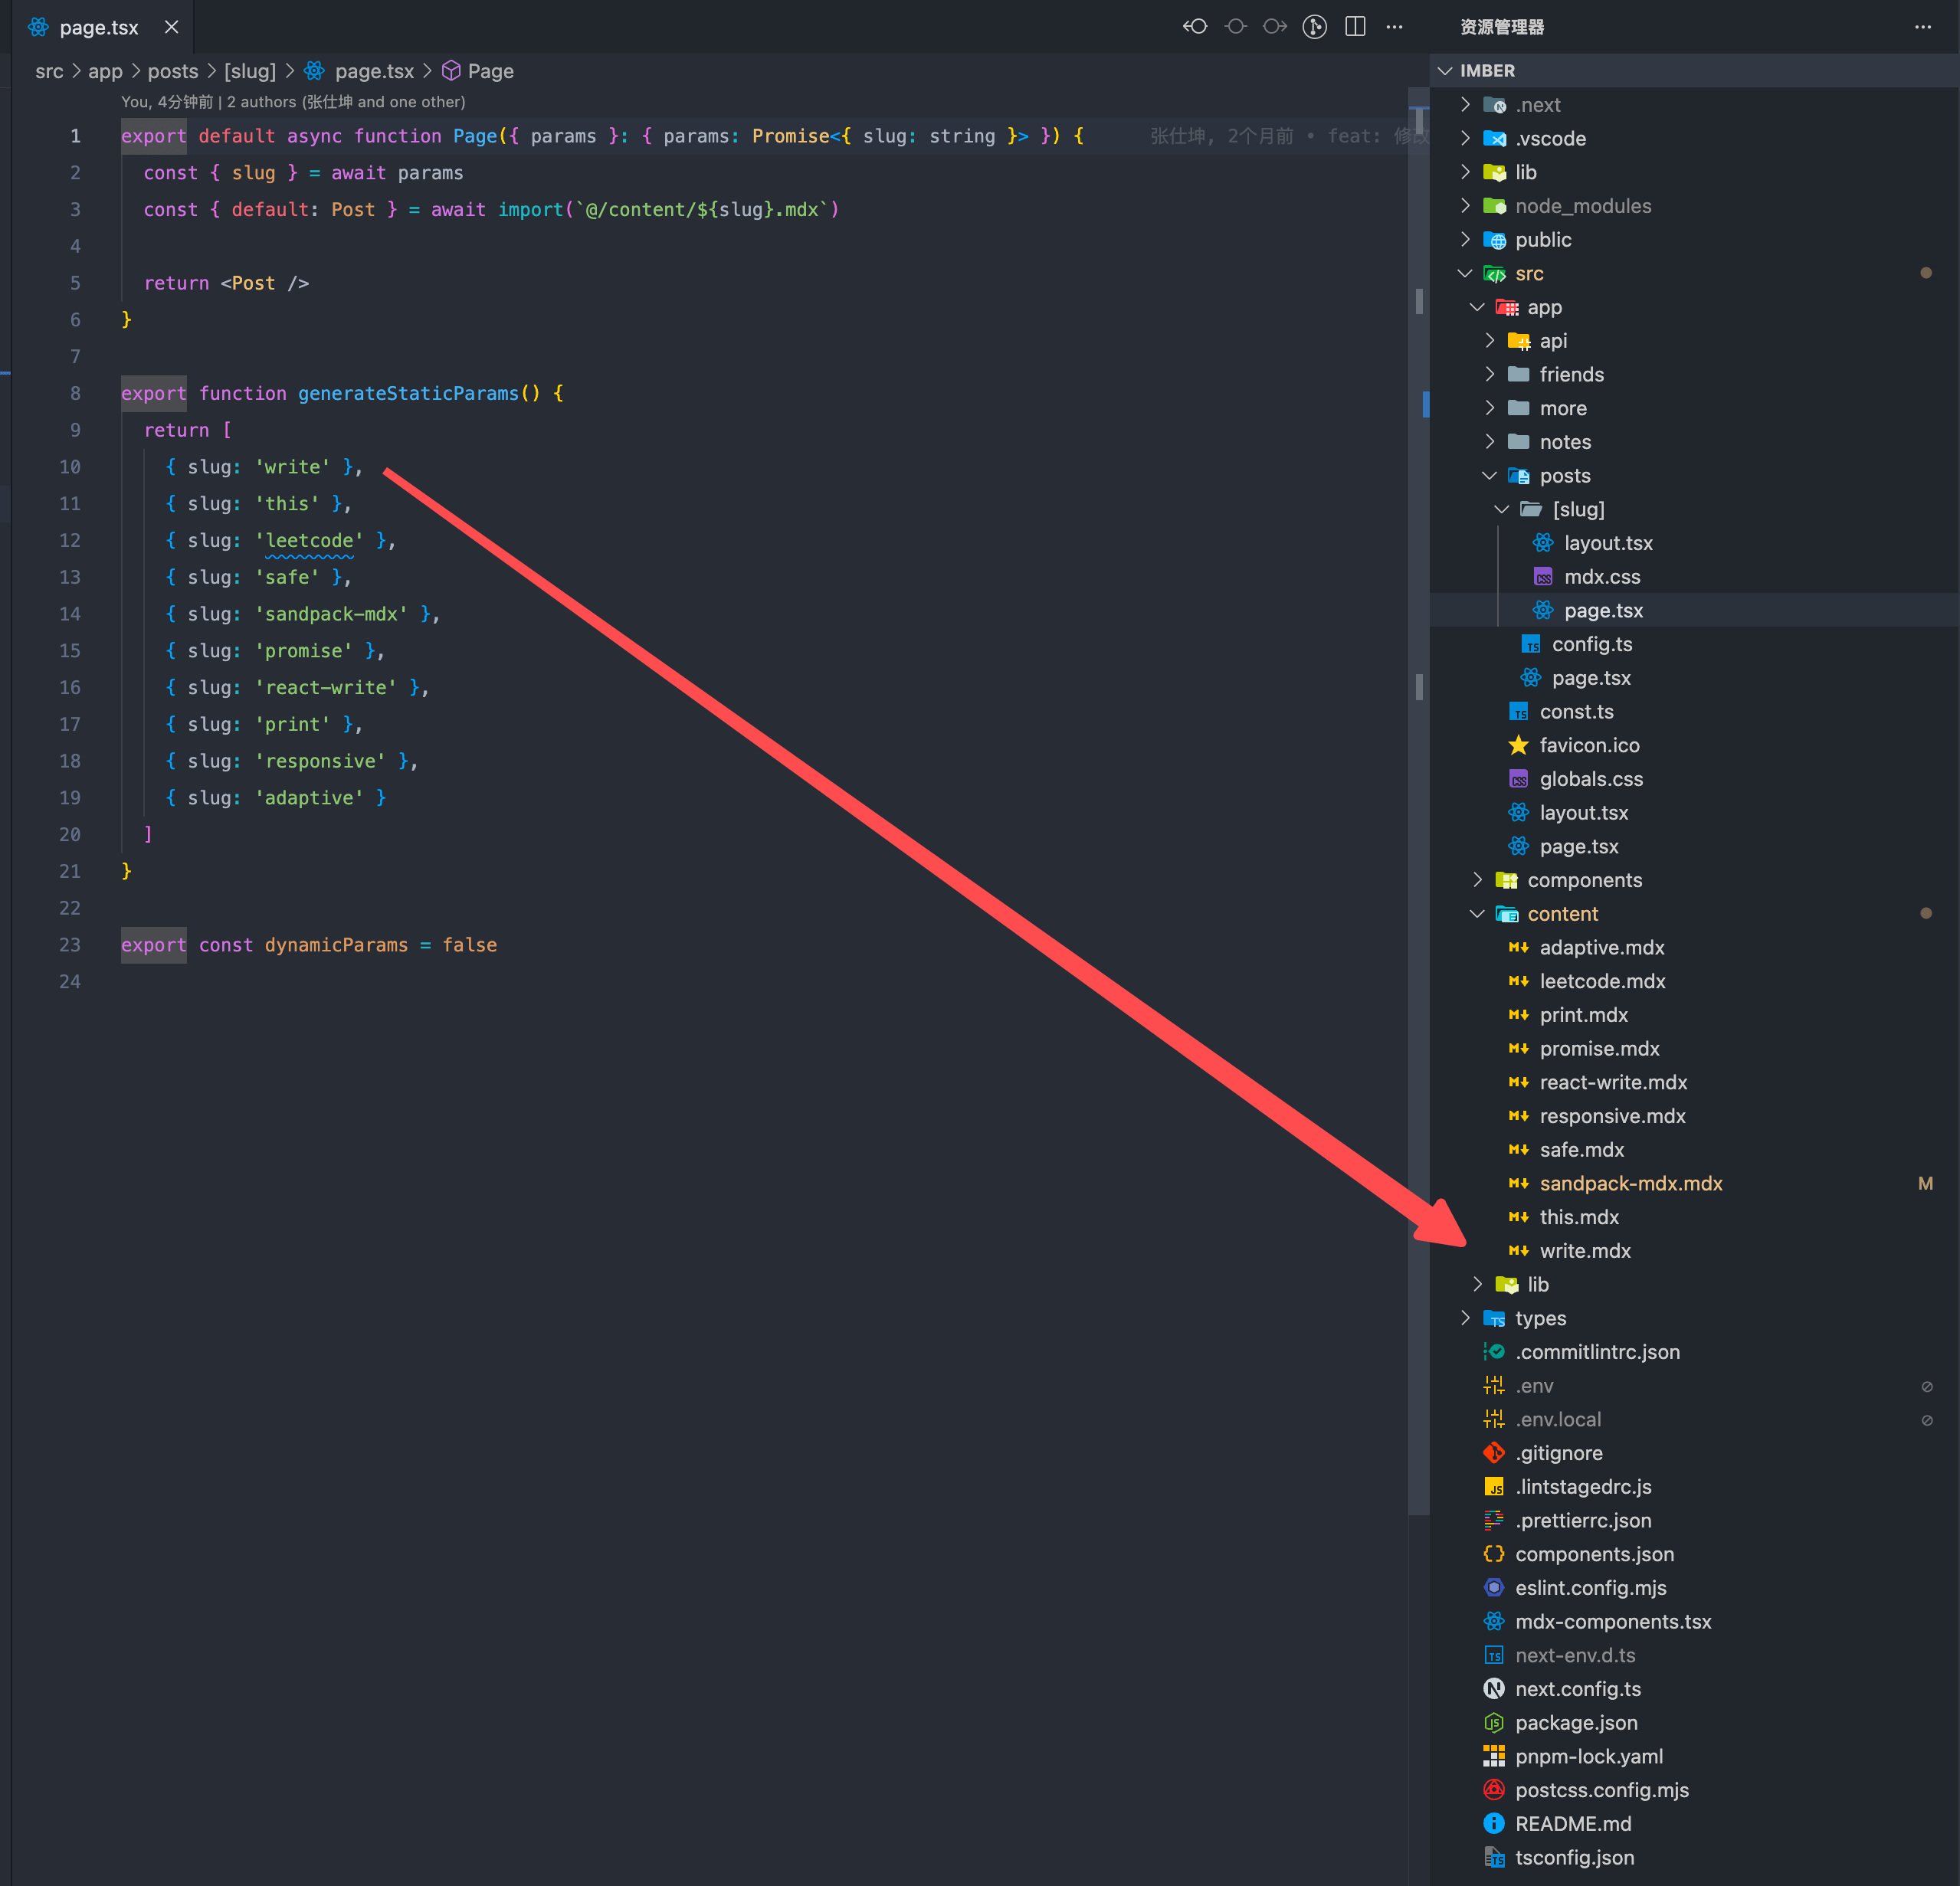 page.tsx
src > app > posts > [slug] > page.tsx > Page
You, 4分钟前 | 2 authors (张仕坤 and one other)
1 export default async function Page({ params }: { params: Promise<{ slug: string }> }) { 张仕坤, 2个月前 • feat: 修改
2 const { slug } = await params
3 const { default: Post } = await import(`@/content/${slug}.mdx`)
4
5 return <Post />
6 }
7
8 export function generateStaticParams() {
9 return [
10 { slug: 'write' },
11 { slug: 'this' },
12 { slug: 'leetcode' },
13 { slug: 'safe' },
14 { slug: 'sandpack-mdx' },
15 { slug: 'promise' },
16 { slug: 'react-write' },
17 { slug: 'print' },
18 { slug: 'responsive' },
19 { slug: 'adaptive' }
20 ]
21 }
22
23 export const dynamicParams = false
24
资源管理器
IMBER
.next
.vscode
lib
node_modules
public
src
app
api
friends
more
notes
posts
[slug]
layout.tsx
mdx.css
page.tsx
config.ts
page.tsx
const.ts
favicon.ico
globals.css
layout.tsx
page.tsx
components
content
adaptive.mdx
leetcode.mdx
print.mdx
promise.mdx
react-write.mdx
responsive.mdx
safe.mdx
sandpack-mdx.mdx M
this.mdx
write.mdx
lib
types
.commitlintrc.json
.env
.env.local
.gitignore
.lintstagedrc.js
.prettierrc.json
components.json
eslint.config.mjs
mdx-components.tsx
next-env.d.ts
next.config.ts
package.json
pnpm-lock.yaml
postcss.config.mjs
README.md
tsconfig.json